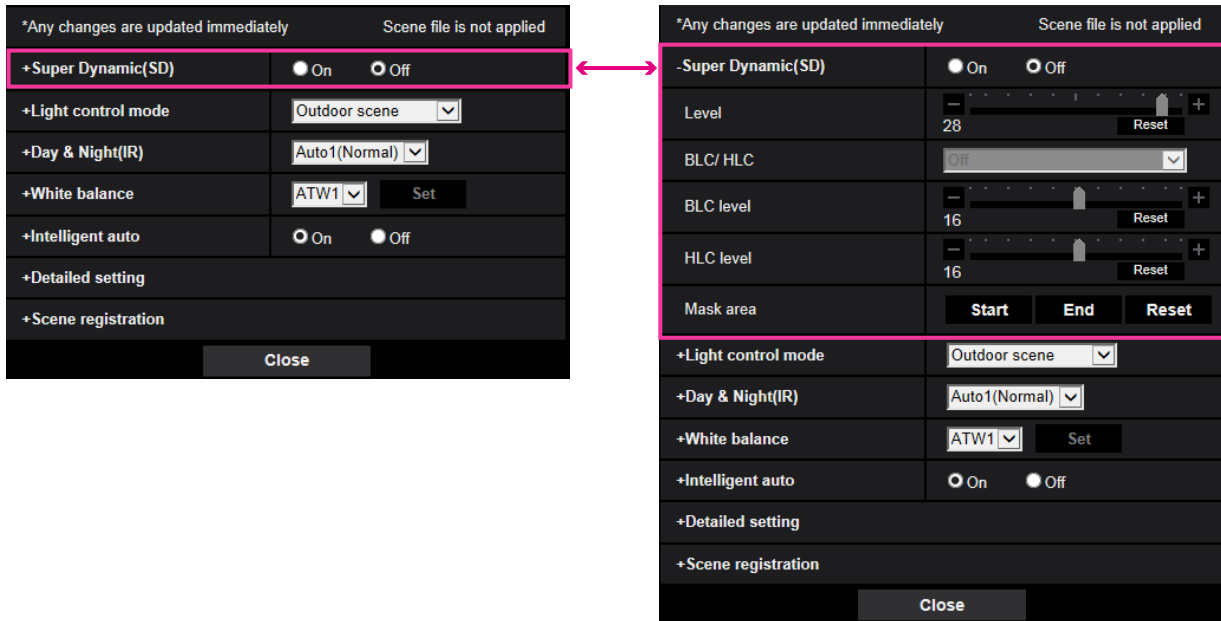 *Any changes are updated immediately Scene file is not applied
+Super Dynamic(SD) On Off
+Light control mode Outdoor scene
+Day & Night(IR) Auto1(Normal)
+White balance ATW1 Set
+Intelligent auto On Off
+Detailed setting
+Scene registration
Close
*Any changes are updated immediately Scene file is not applied
-Super Dynamic(SD) On Off
Level 28 Reset
BLC/ HLC Off
BLC level 16 Reset
HLC level 16 Reset
Mask area Start End Reset
+Light control mode Outdoor scene
+Day & Night(IR) Auto1(Normal)
+White balance ATW1 Set
+Intelligent auto On Off
+Detailed setting
+Scene registration
Close